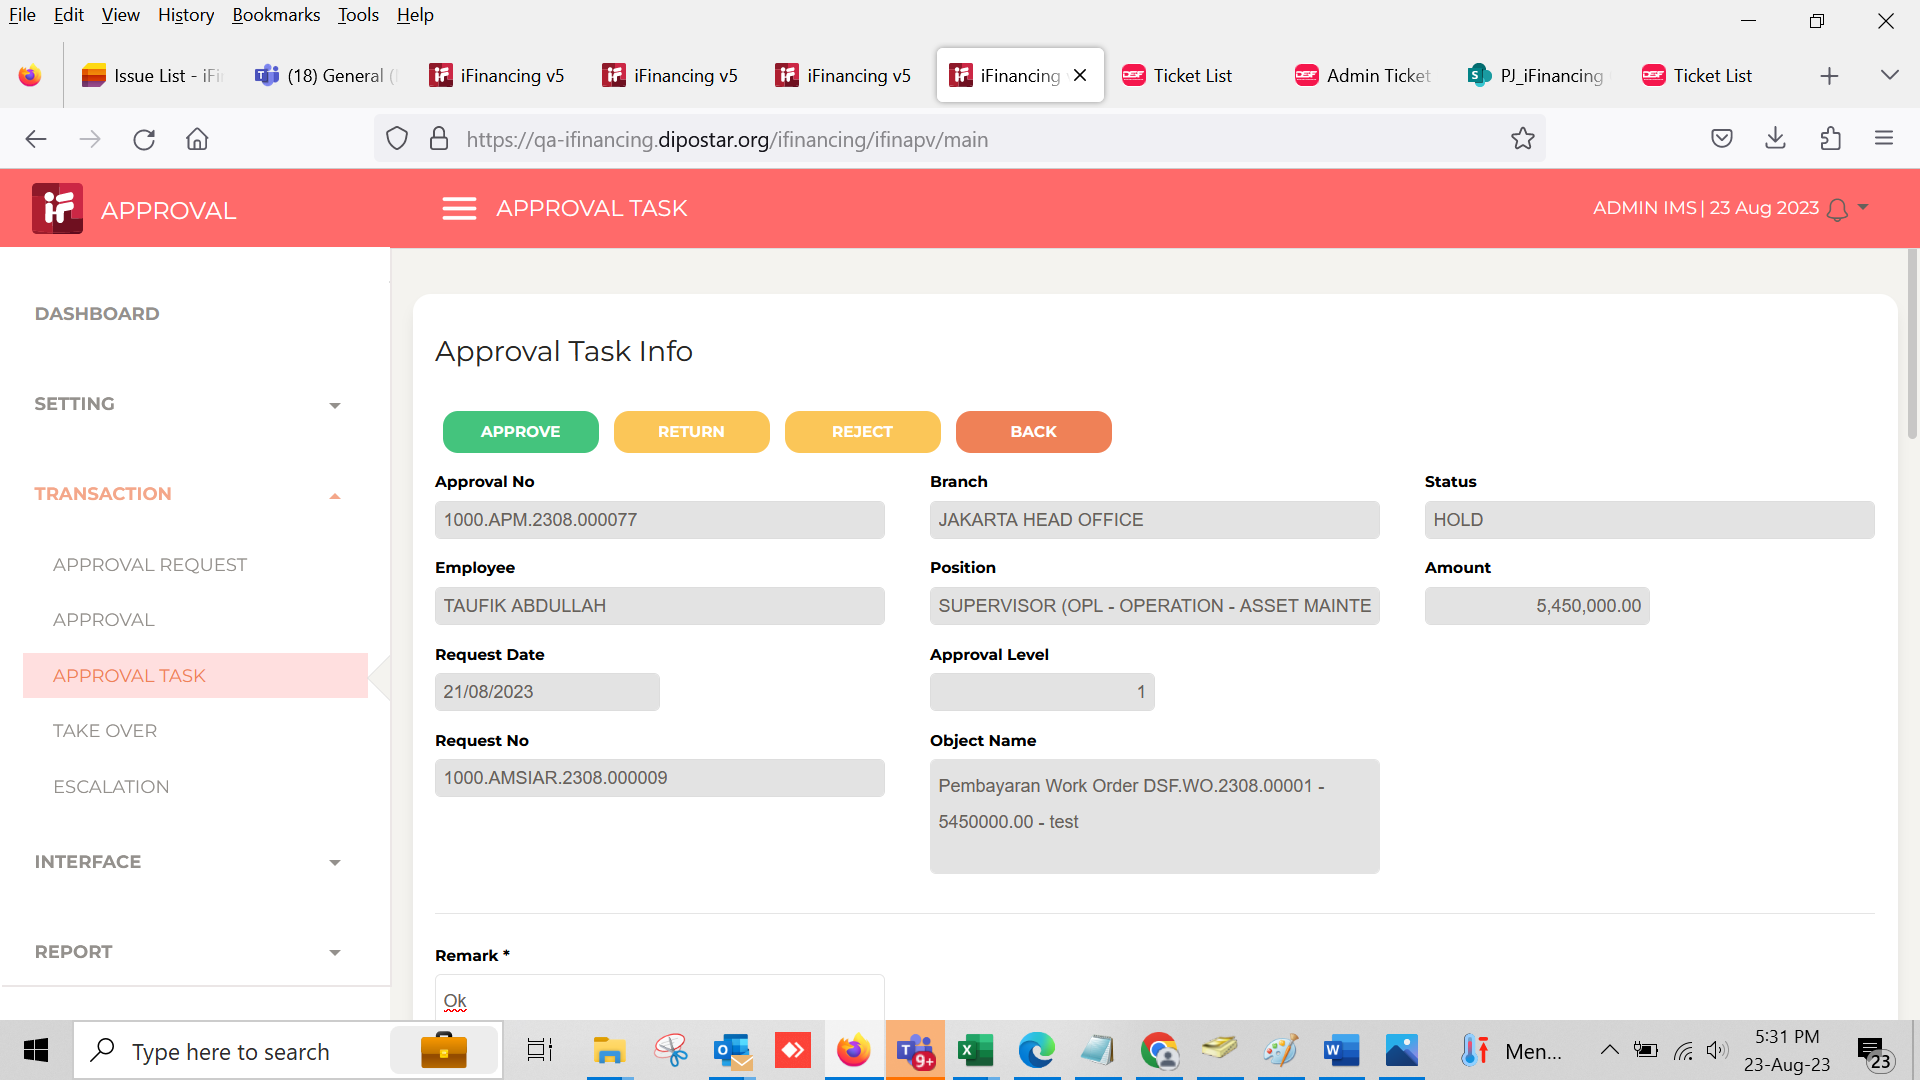 File Edit View History Bookmarks Tools Help
Issue List - iFi
(18) General (
iFinancing v5
iFinancing v5
iFinancing v5
iFinancing
Ticket List
Admin Ticket
PJ_iFinancing
Ticket List
https://qa-ifinancing.dipostar.org/ifinancing/ifinapv/main
iF APPROVAL
APPROVAL TASK
ADMIN IMS | 23 Aug 2023
DASHBOARD
SETTING
TRANSACTION
APPROVAL REQUEST
APPROVAL
APPROVAL TASK
TAKE OVER
ESCALATION
INTERFACE
REPORT
Approval Task Info
APPROVE RETURN REJECT BACK
Approval No Branch Status
1000.APM.2308.000077 JAKARTA HEAD OFFICE HOLD
Employee Position Amount
TAUFIK ABDULLAH SUPERVISOR (OPL - OPERATION - ASSET MAINTE 5,450,000.00
Request Date Approval Level
21/08/2023 1
Request No Object Name
1000.AMSIAR.2308.000009 Pembayaran Work Order DSF.WO.2308.00001 -
5450000.00 - test
Remark *
Ok
Type here to search
9+
Men...
5:31 PM
23-Aug-23
23